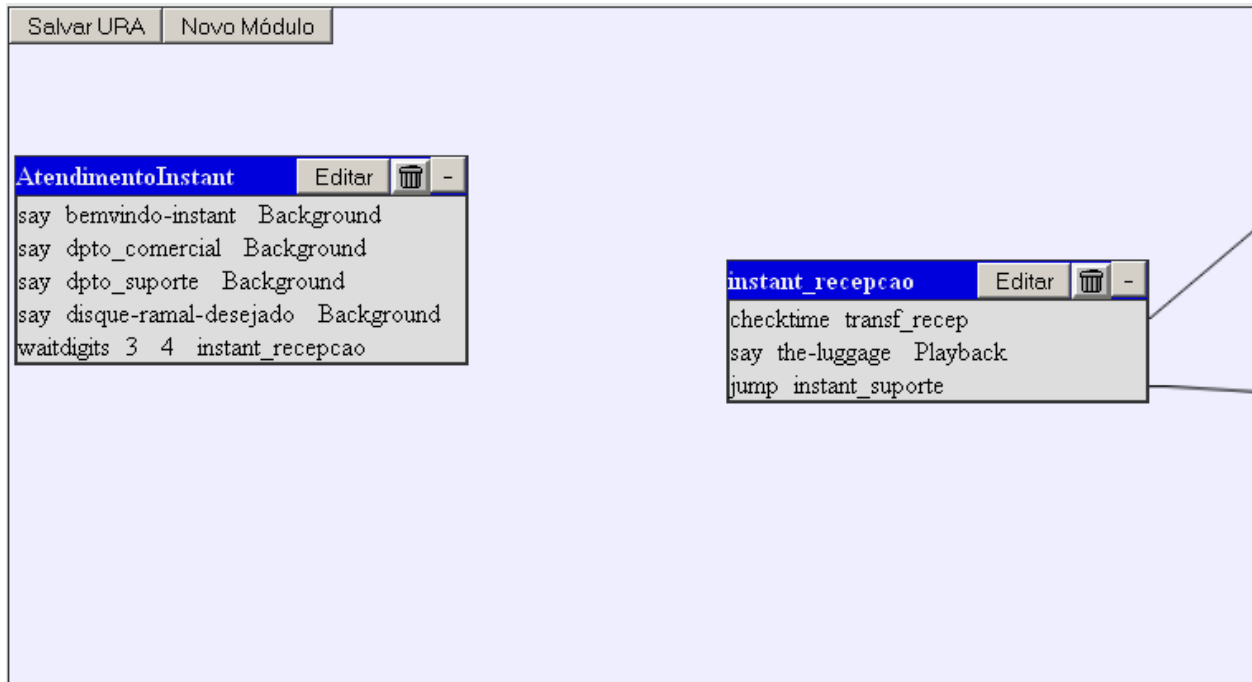 Salvar URA Novo Módulo
AtendimentoInstant Editar -
say bemvindo-instant Background
say dpto_comercial Background
say dpto_suporte Background
say disque-ramal-desejado Background
waitdigits 3 4 instant_recepcao
instant_recepcao Editar -
checktime transf_recep
say the-luggage Playback
jump instant_suporte